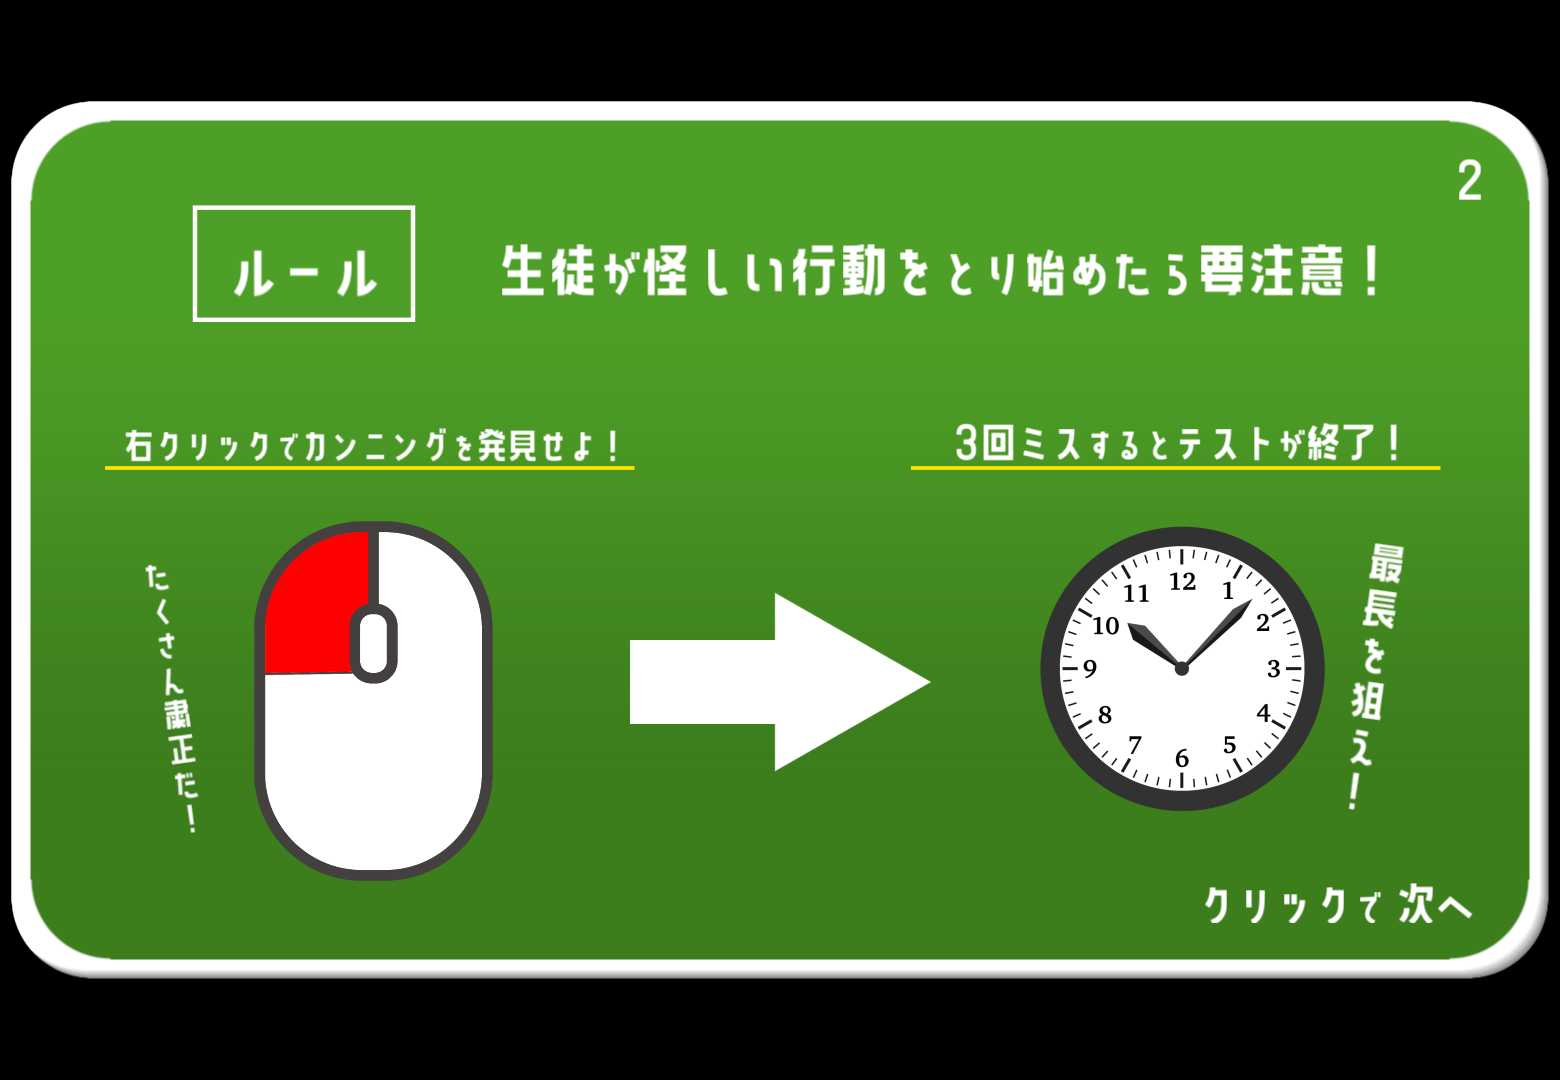 2
ルール
生徒が怪しい行動をとり始めたら要注意！
右クリックでカンニングを発見せよ！
3回ミスするとテストが終了！
たくさん粛正だ！
12
1
2
3
4
5
6
7
8
9
10
11
最長を狙え！
クリックで 次へ